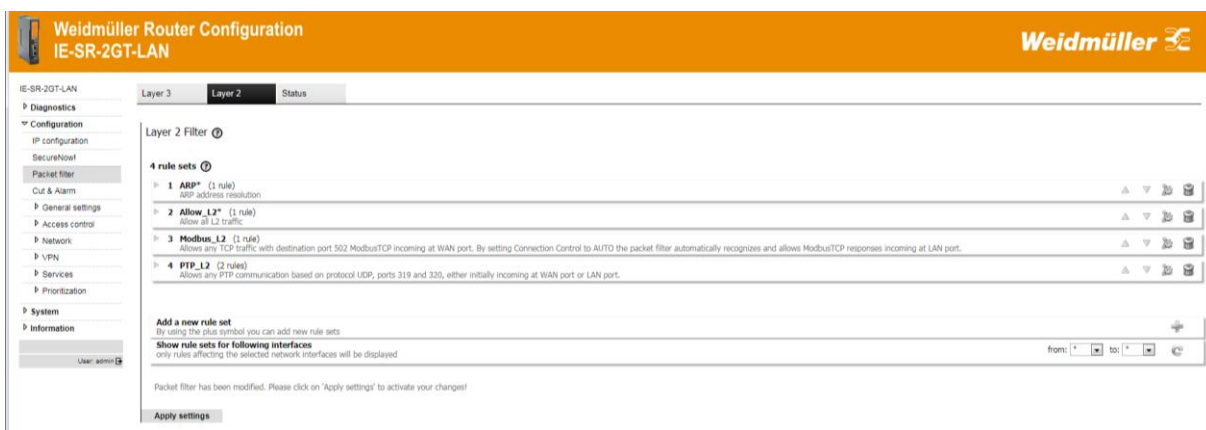 Weidmüller Router Configuration
IE-SR-2GT-LAN
Weidmüller
IE-SR-2GT-LAN
Diagnostics
Configuration
IP configuration
SecureNow!
Packet filter
Cut & Alarm
General settings
Access control
Network
VPN
Services
Prioritization
System
Information
User: admin
Layer 3 Layer 2 Status
Layer 2 Filter ?
4 rule sets ?
1 ARP* (1 rule)
ARP address resolution
2 Allow_L2* (1 rule)
Allow all L2 traffic
3 Modbus_L2 (1 rule)
Allows any TCP traffic with destination port 502 ModbusTCP incoming at WAN port. By setting Connection Control to AUTO the packet filter automatically recognizes and allows ModbusTCP responses incoming at LAN port.
4 PTP_L2 (2 rules)
Allows any PTP communication based on protocol UDP, ports 319 and 320, either initially incoming at WAN port or LAN port.
Add a new rule set
By using the plus symbol you can add new rule sets
Show rule sets for following interfaces
only rules affecting the selected network interfaces will be displayed
from: * to: *
Packet filter has been modified. Please click on 'Apply settings' to activate your changes!
Apply settings